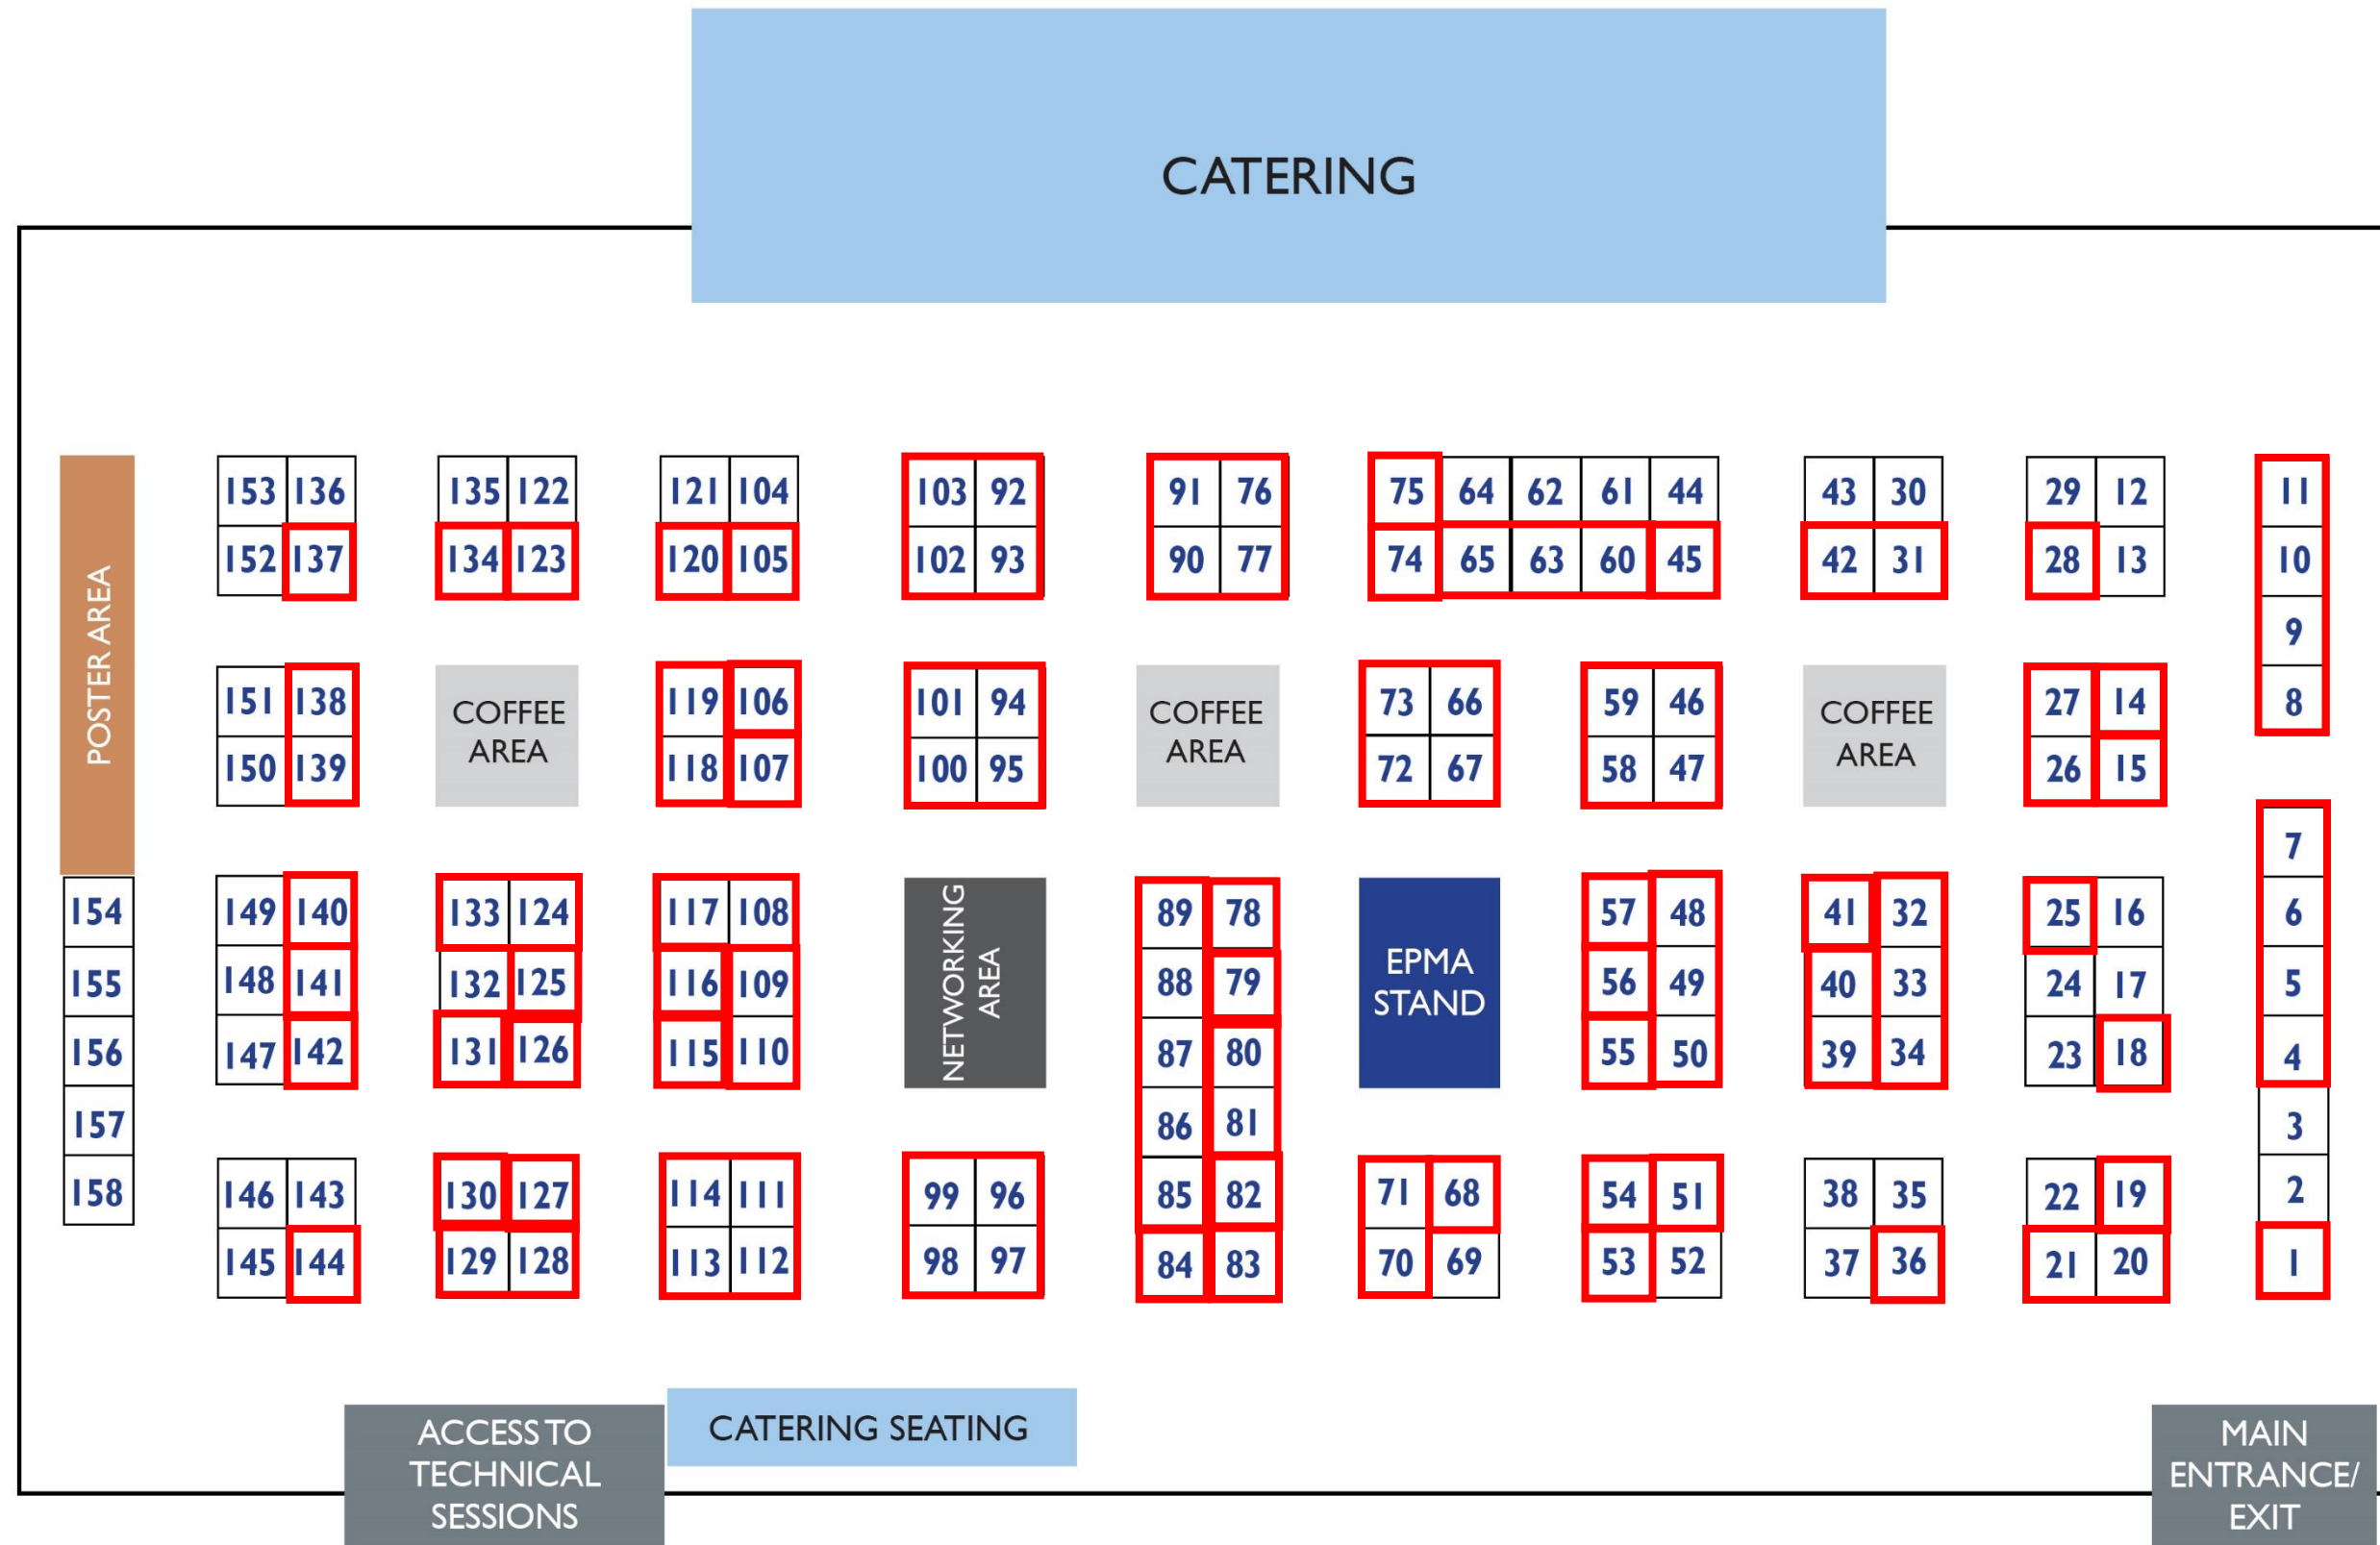 CATERING
153 136 135 122 121 104 103 92 91 76 75 64 62 61 44 43 30 29 12 11
152 137 134 123 120 105 102 93 90 77 74 65 63 60 45 42 31 28 13 10
9
POSTER AREA
151 138 COFFEE 119 106 101 94 COFFEE 73 66 59 46 COFFEE 27 14 8
150 139 AREA 118 107 100 95 AREA 72 67 58 47 AREA 26 15
7
154 149 140 133 124 117 108 NETWORKING 89 78 EPMA 57 48 41 32 25 16 6
155 148 141 132 125 116 109 AREA 88 79 STAND 56 49 40 33 24 17 5
156 147 142 131 126 115 110 87 80 55 50 39 34 23 18 4
157 86 81 3
158 146 143 130 127 114 111 99 96 85 82 71 68 54 51 38 35 22 19 2
145 144 129 128 113 112 98 97 84 83 70 69 53 52 37 36 21 20 1
ACCESS TO
TECHNICAL
SESSIONS
CATERING SEATING
MAIN
ENTRANCE/
EXIT